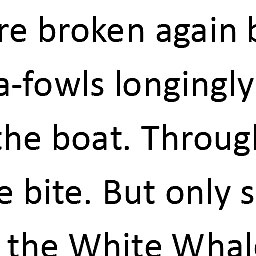 re broken again b
a-fowls longingly
the boat. Through
e bite. But only s
the White Whale